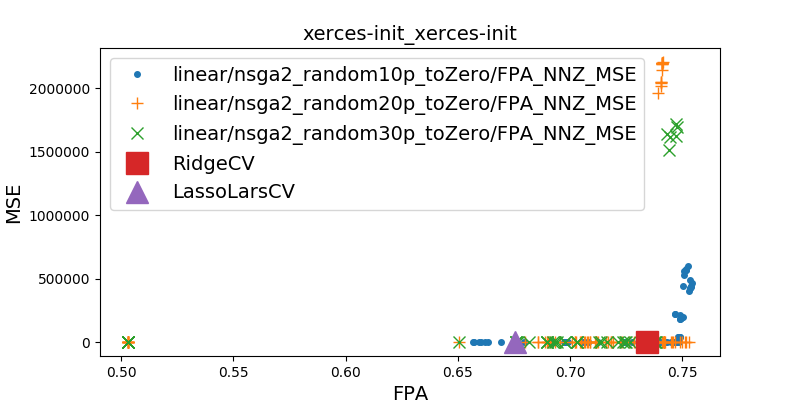 xerces-init_xerces-init
linear/nsga2_random10p_toZero/FPA_NNZ_MSE
linear/nsga2_random20p_toZero/FPA_NNZ_MSE
linear/nsga2_random30p_toZero/FPA_NNZ_MSE
RidgeCV
LassoLarsCV
MSE
2000000
1500000
1000000
500000
0
0.50 0.55 0.60 0.65 0.70 0.75
FPA